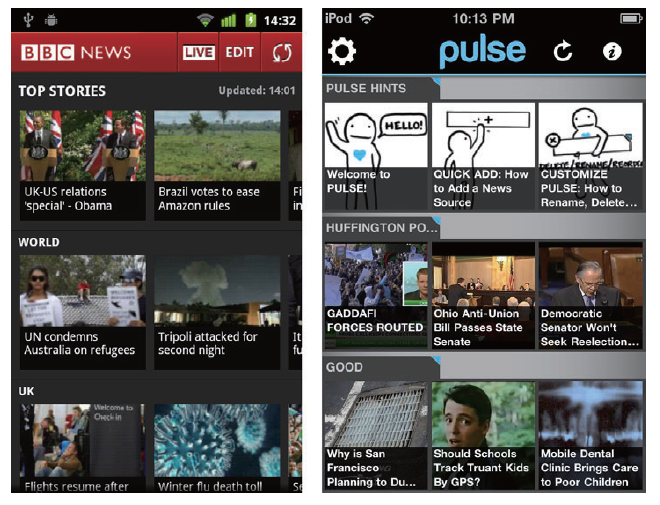 14:32
BBC NEWS
LIVE
EDIT
TOP STORIES
Updated: 14:01
UK-US relations
'special' - Obama
Brazil votes to ease
Amazon rules
Fi
in
WORLD
UN condemns
Australia on refugees
Tripoli attacked for
second night
It
fu
UK
Welcome to
Check-in
Flights resume after
Winter flu death toll
Se
iPod
10:13 PM
pulse
PULSE HINTS
HELLO!
Welcome to
PULSE!
QUICK ADD: How
to Add a News
Source
DELETE/RENAME/REORDER
CUSTOMIZE
PULSE: How to
Rename, Delete...
HUFFINGTON PO...
GADDAFI
FORCES ROUTED
Ohio Anti-Union
Bill Passes State
Senate
Democratic
Senator Won't
Seek Reelection...
GOOD
Why is San
Francisco
Planning to Du...
Should Schools
Track Truant Kids
By GPS?
Mobile Dental
Clinic Brings Care
to Poor Children